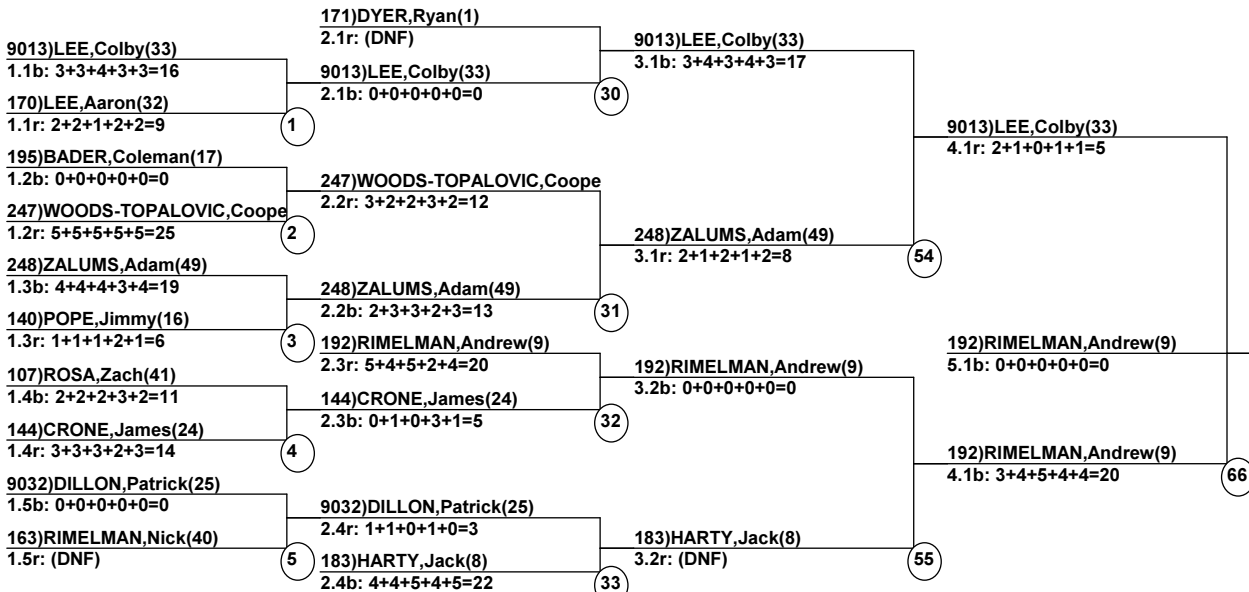 9013)LEE,Colby(33)
1.1b: 3+3+4+3+3=16
170)LEE,Aaron(32)
1.1r: 2+2+1+2+2=9
1
195)BADER,Coleman(17)
1.2b: 0+0+0+0+0=0
247)WOODS-TOPALOVIC,Coope
1.2r: 5+5+5+5+5=25
2
248)ZALUMS,Adam(49)
1.3b: 4+4+4+3+4=19
140)POPE,Jimmy(16)
1.3r: 1+1+1+2+1=6
3
107)ROSA,Zach(41)
1.4b: 2+2+2+3+2=11
144)CRONE,James(24)
1.4r: 3+3+3+2+3=14
4
9032)DILLON,Patrick(25)
1.5b: 0+0+0+0+0=0
163)RIMELMAN,Nick(40)
1.5r: (DNF)
5
171)DYER,Ryan(1)
2.1r: (DNF)
9013)LEE,Colby(33)
2.1b: 0+0+0+0+0=0
30
247)WOODS-TOPALOVIC,Coope
2.2r: 3+2+2+3+2=12
248)ZALUMS,Adam(49)
2.2b: 2+3+3+2+3=13
31
192)RIMELMAN,Andrew(9)
2.3r: 5+4+5+2+4=20
144)CRONE,James(24)
2.3b: 0+1+0+3+1=5
32
9032)DILLON,Patrick(25)
2.4r: 1+1+0+1+0=3
183)HARTY,Jack(8)
2.4b: 4+4+5+4+5=22
33
9013)LEE,Colby(33)
3.1b: 3+4+3+4+3=17
248)ZALUMS,Adam(49)
3.1r: 2+1+2+1+2=8
54
192)RIMELMAN,Andrew(9)
3.2b: 0+0+0+0+0=0
183)HARTY,Jack(8)
3.2r: (DNF)
55
9013)LEE,Colby(33)
4.1r: 2+1+0+1+1=5
192)RIMELMAN,Andrew(9)
4.1b: 3+4+5+4+4=20
66
192)RIMELMAN,Andrew(9)
5.1b: 0+0+0+0+0=0